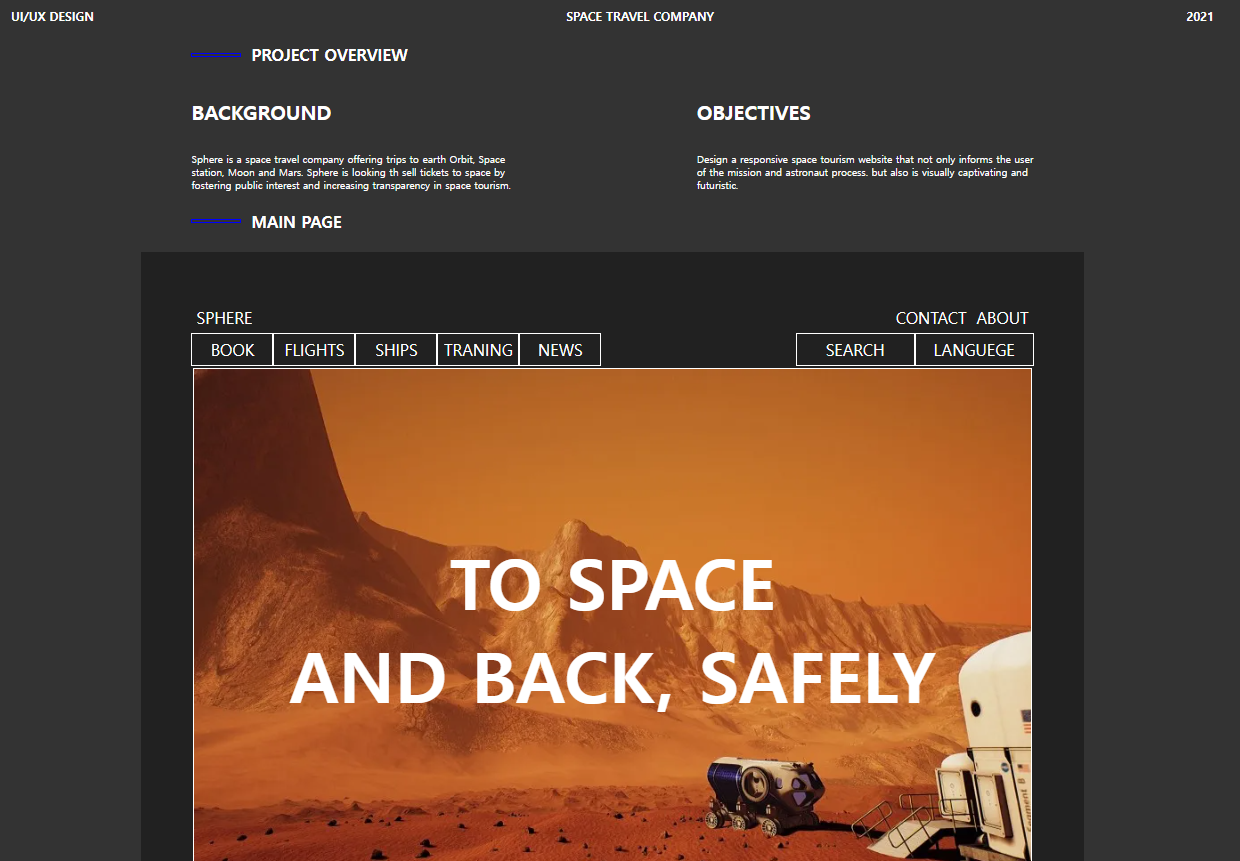 UI/UX DESIGN
SPACE TRAVEL COMPANY
2021
PROJECT OVERVIEW
BACKGROUND
Sphere is a space travel company offering trips to earth Orbit, Space
station, Moon and Mars. Sphere is looking th sell tickets to space by
fostering public interest and increasing transparency in space tourism.
OBJECTIVES
Design a responsive space tourism website that not only informs the user
of the mission and astronaut process. but also is visually captivating and
futuristic.
MAIN PAGE
SPHERE
CONTACT ABOUT
BOOK FLIGHTS SHIPS TRANING NEWS
SEARCH LANGUEGE
TO SPACE
AND BACK, SAFELY